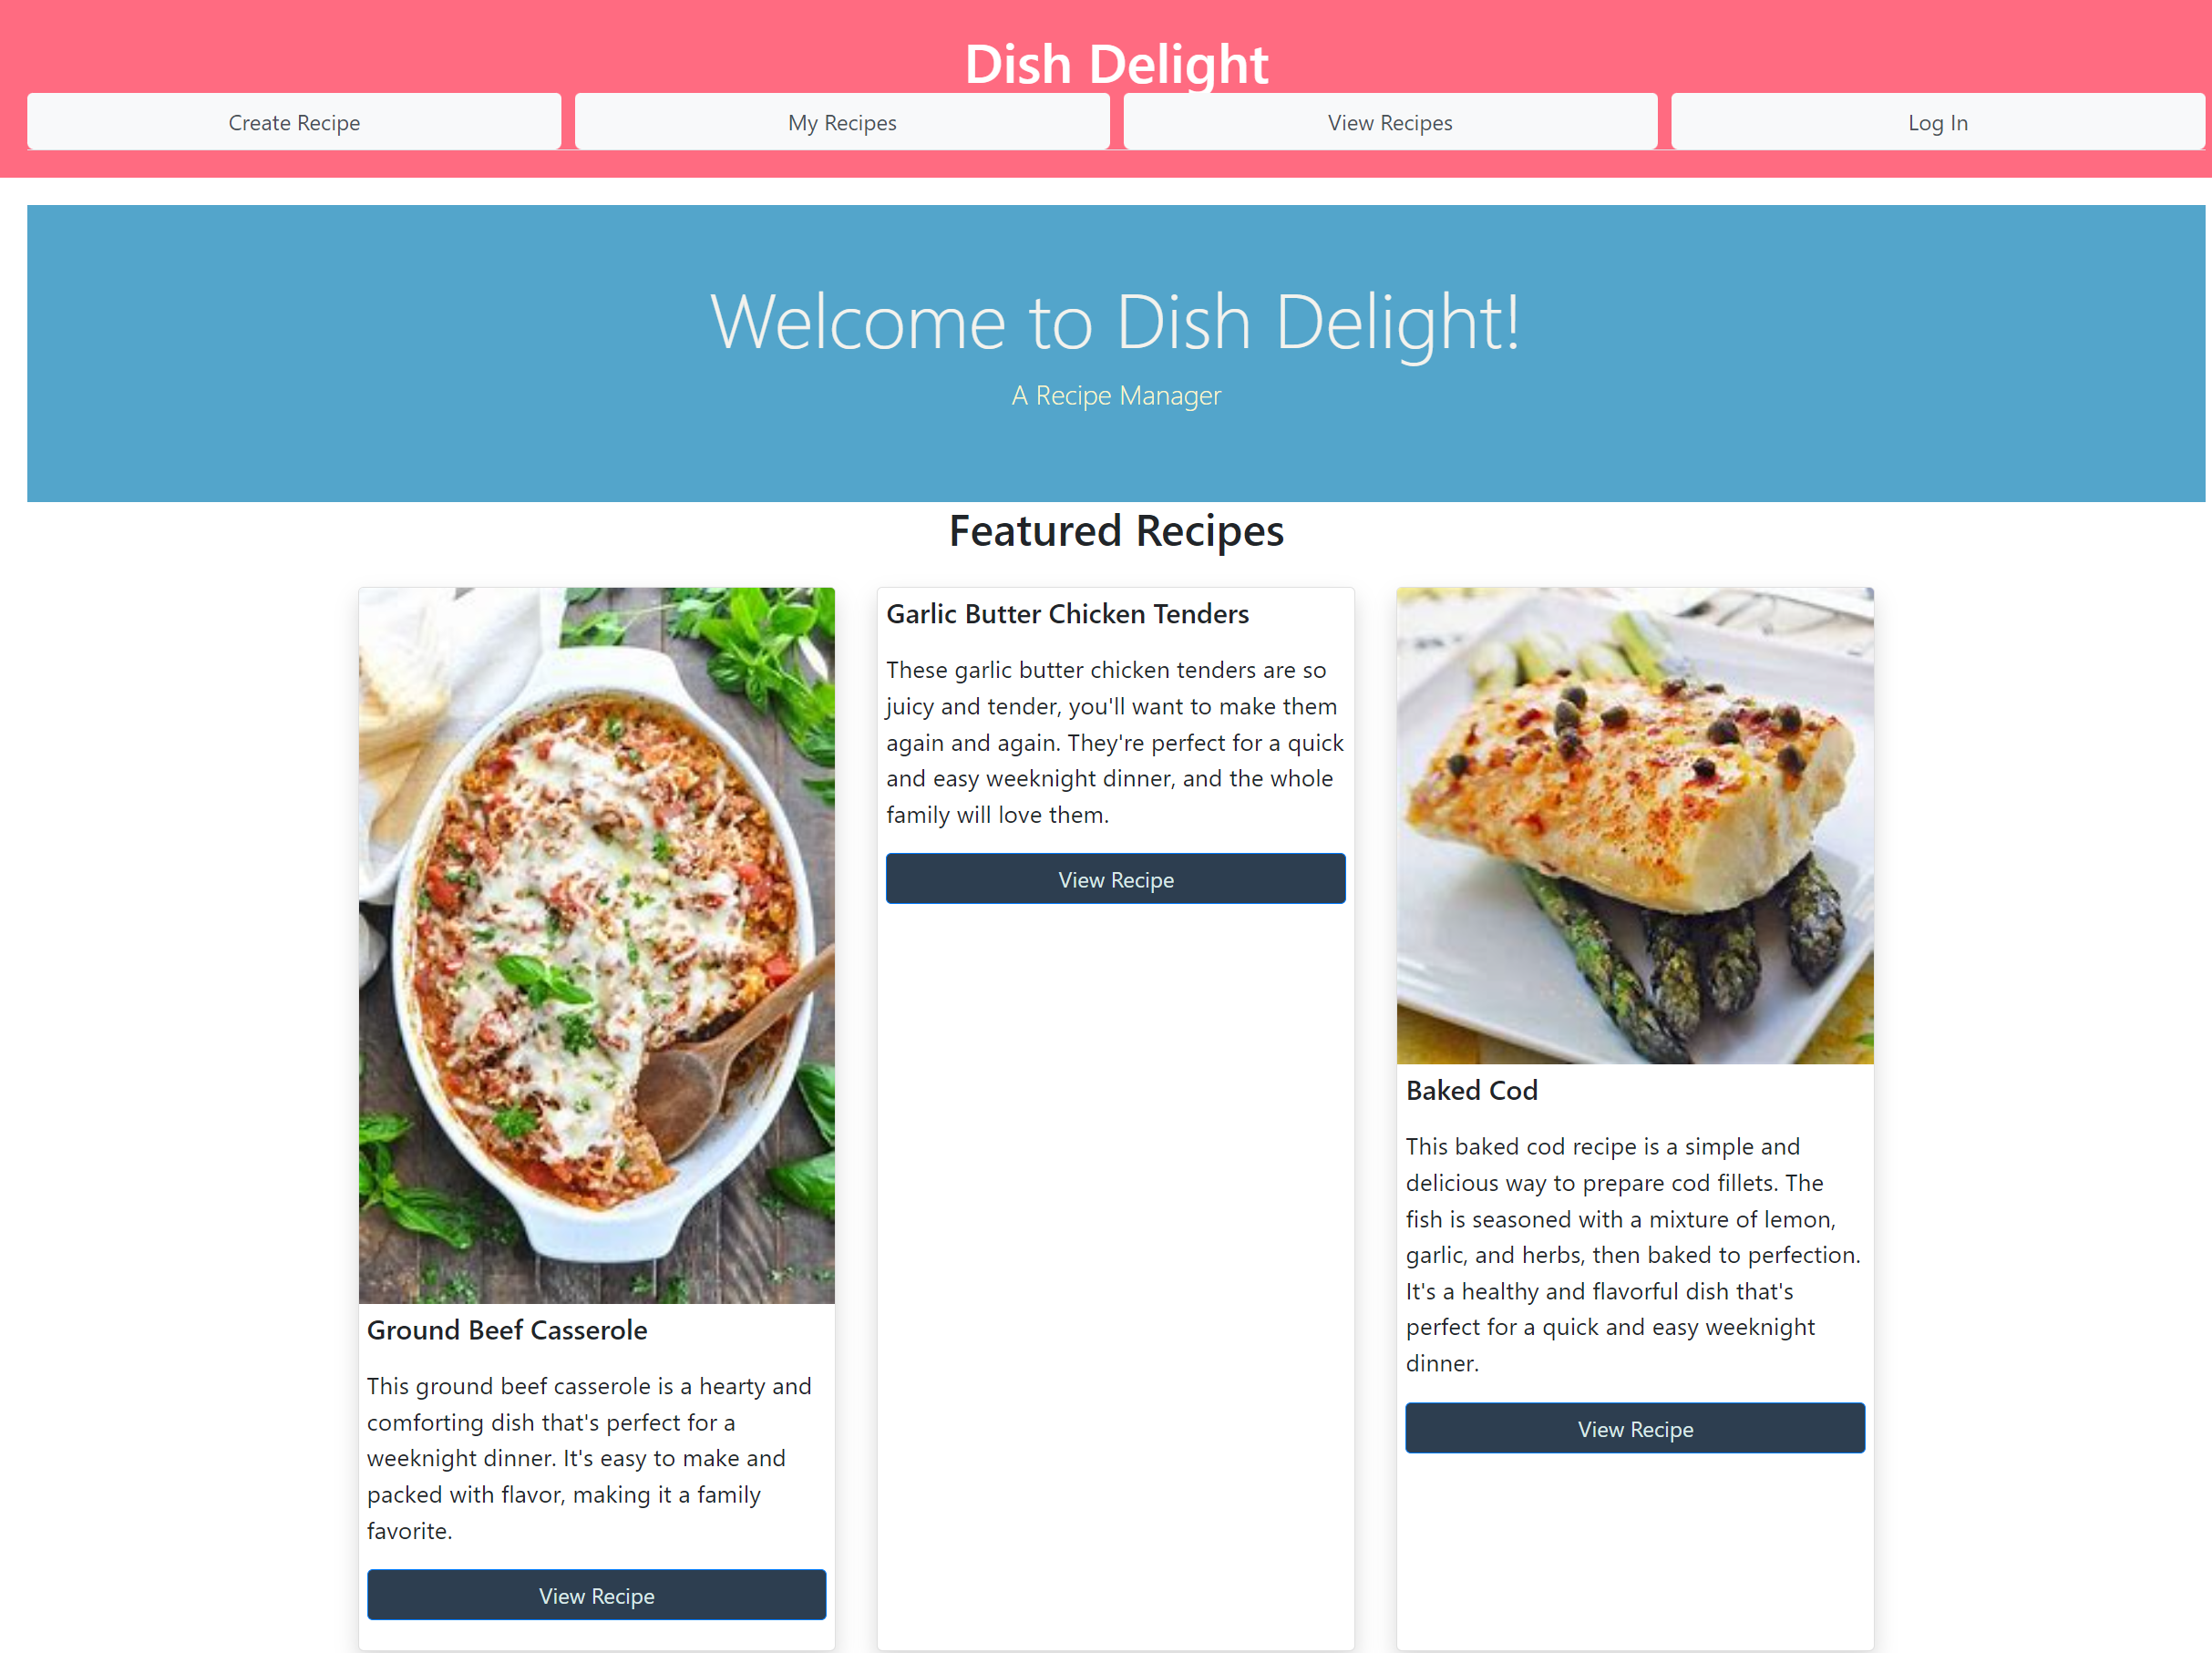 Dish Delight
Create Recipe
My Recipes
View Recipes
Log In
Welcome to Dish Delight!
A Recipe Manager
Featured Recipes
Ground Beef Casserole
This ground beef casserole is a hearty and
comforting dish that's perfect for a
weeknight dinner. It's easy to make and
packed with flavor, making it a family
favorite.
View Recipe
Garlic Butter Chicken Tenders
These garlic butter chicken tenders are so
juicy and tender, you'll want to make them
again and again. They're perfect for a quick
and easy weeknight dinner, and the whole
family will love them.
View Recipe
Baked Cod
This baked cod recipe is a simple and
delicious way to prepare cod fillets. The
fish is seasoned with a mixture of lemon,
garlic, and herbs, then baked to perfection.
It's a healthy and flavorful dish that's
perfect for a quick and easy weeknight
dinner.
View Recipe